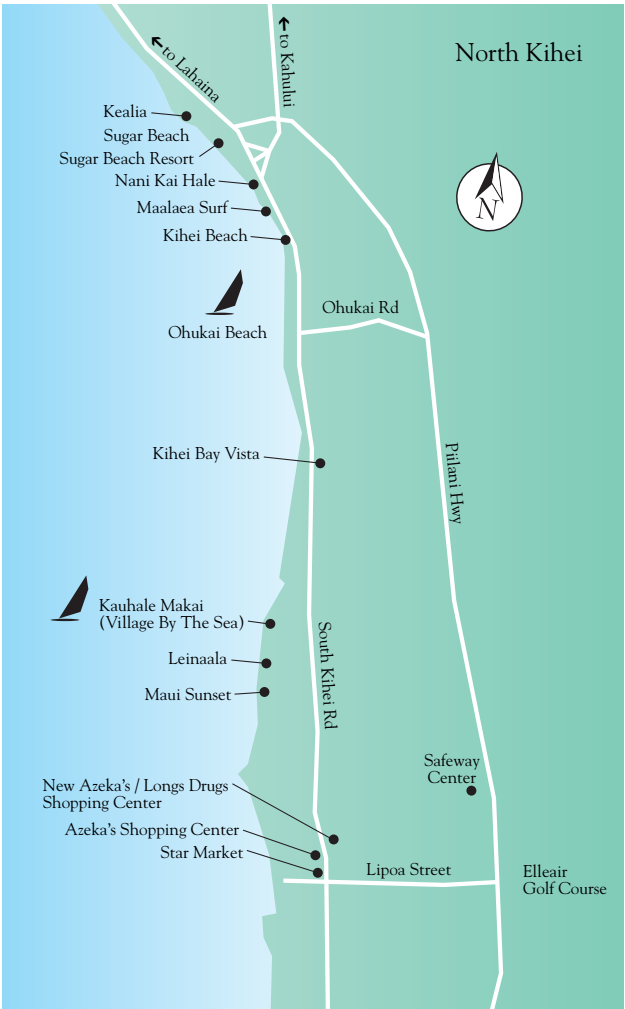 North Kihei
to Lahaina
to Kahului
Kealia
Sugar Beach
Sugar Beach Resort
Nani Kai Hale
Maalaea Surf
Kihei Beach
N
Ohukai Rd
Ohukai Beach
Kihei Bay Vista
Piilani Hwy
Kauhale Makai
(Village By The Sea)
South Kihei Rd
Leinaala
Maui Sunset
Safeway
Center
New Azeka's / Longs Drugs
Shopping Center
Azeka's Shopping Center
Star Market
Lipoa Street
Elleair
Golf Course